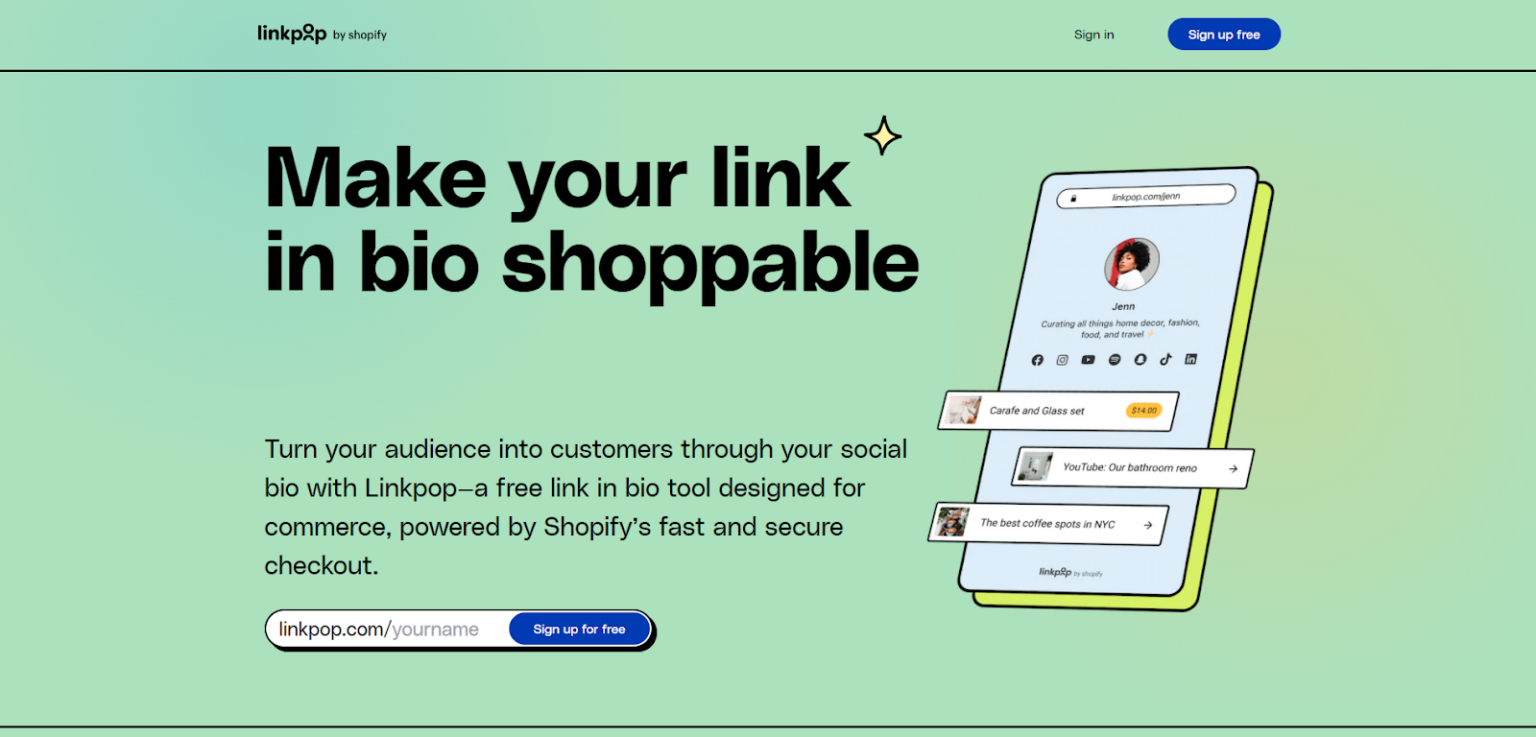 linkpop by shopify
Sign in
Sign up free
Make your link
in bio shoppable
Turn your audience into customers through your social
bio with Linkpop—a free link in bio tool designed for
commerce, powered by Shopify's fast and secure
checkout.
linkpop.com/yourname
Sign up for free
linkpop.com/jenn
Jenn
Curating all things home decor, fashion,
food, and travel⚡
Carafe and Glass set
$14.00
YouTube: Our bathroom reno →
The best coffee spots in NYC →
linkpop by shopify